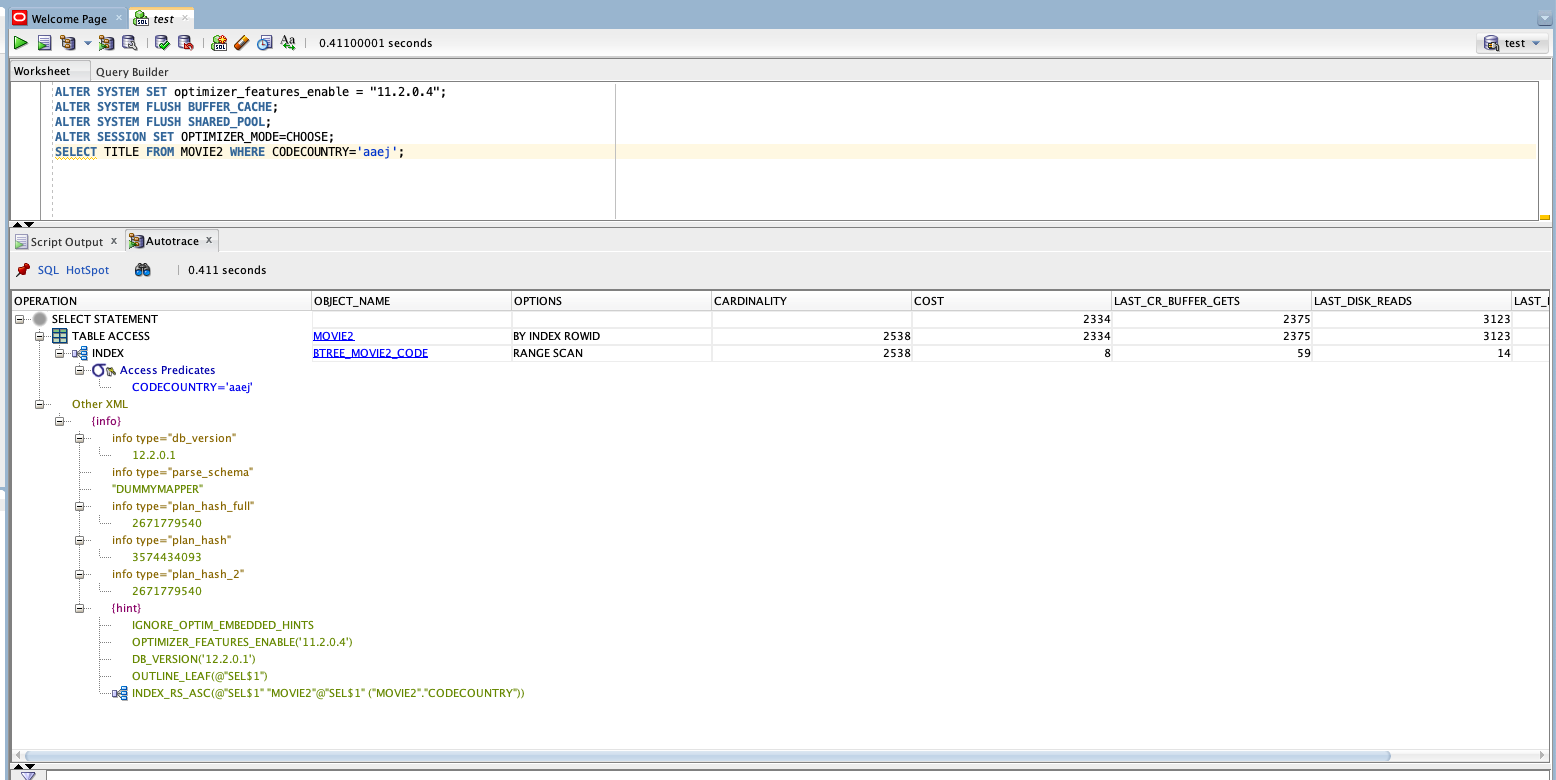 Welcome Page test
0.41100001 seconds test
Worksheet Query Builder
ALTER SYSTEM SET optimizer_features_enable = "11.2.0.4";
ALTER SYSTEM FLUSH BUFFER_CACHE;
ALTER SYSTEM FLUSH SHARED_POOL;
ALTER SESSION SET OPTIMIZER_MODE=CHOOSE;
SELECT TITLE FROM MOVIE2 WHERE CODECOUNTRY='aaej';
Script Output x Autotrace x
SQL HotSpot 0.411 seconds
OPERATION OBJECT_NAME OPTIONS CARDINALITY COST LAST_CR_BUFFER_GETS LAST_DISK_READS LAST_
SELECT STATEMENT 2334 2375 3123
TABLE ACCESS MOVIE2 BY INDEX ROWID 2538 2334 2375 3123
INDEX BTREE_MOVIE2_CODE RANGE SCAN 2538 8 59 14
Access Predicates
CODECOUNTRY='aaej'
Other XML
{info}
info type="db_version"
12.2.0.1
info type="parse_schema"
"DUMMYMAPPER"
info type="plan_hash_full"
2671779540
info type="plan_hash"
3574434093
info type="plan_hash_2"
2671779540
{hint}
IGNORE_OPTIM_EMBEDDED_HINTS
OPTIMIZER_FEATURES_ENABLE('11.2.0.4')
DB_VERSION('12.2.0.1')
OUTLINE_LEAF(@"SEL$1")
INDEX_RS_ASC(@"SEL$1" "MOVIE2"@"SEL$1" ("MOVIE2"."CODECOUNTRY"))